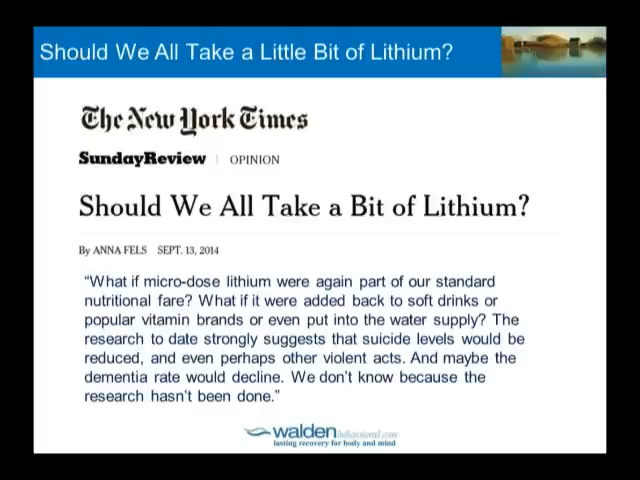 Should We All Take a Little Bit of Lithium?
The New York Times
SundayReview | OPINION
Should We All Take a Bit of Lithium?
By ANNA FELS SEPT. 13, 2014
“What if micro-dose lithium were again part of our standard
nutritional fare? What if it were added back to soft drinks or
popular vitamin brands or even put into the water supply? The
research to date strongly suggests that suicide levels would be
reduced, and even perhaps other violent acts. And maybe the
dementia rate would decline. We don’t know because the
research hasn’t been done.”
walden behavioral care
lasting recovery for body and mind